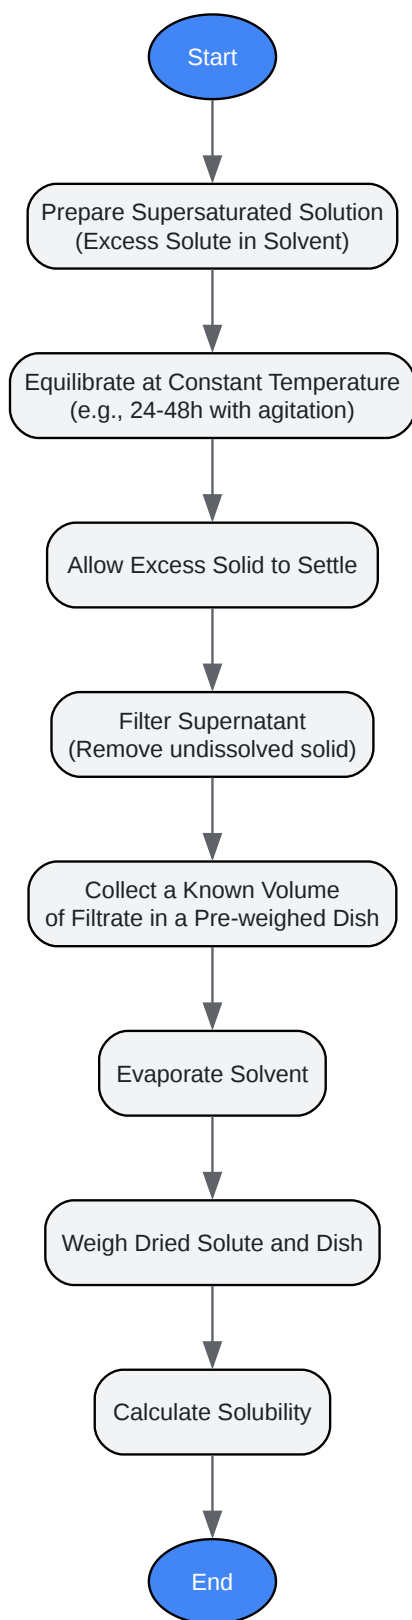 Start
Prepare Supersaturated Solution
(Excess Solute in Solvent)
Equilibrate at Constant Temperature
(e.g., 24-48h with agitation)
Allow Excess Solid to Settle
Filter Supernatant
(Remove undissolved solid)
Collect a Known Volume
of Filtrate in a Pre-weighed Dish
Evaporate Solvent
Weigh Dried Solute and Dish
Calculate Solubility
End